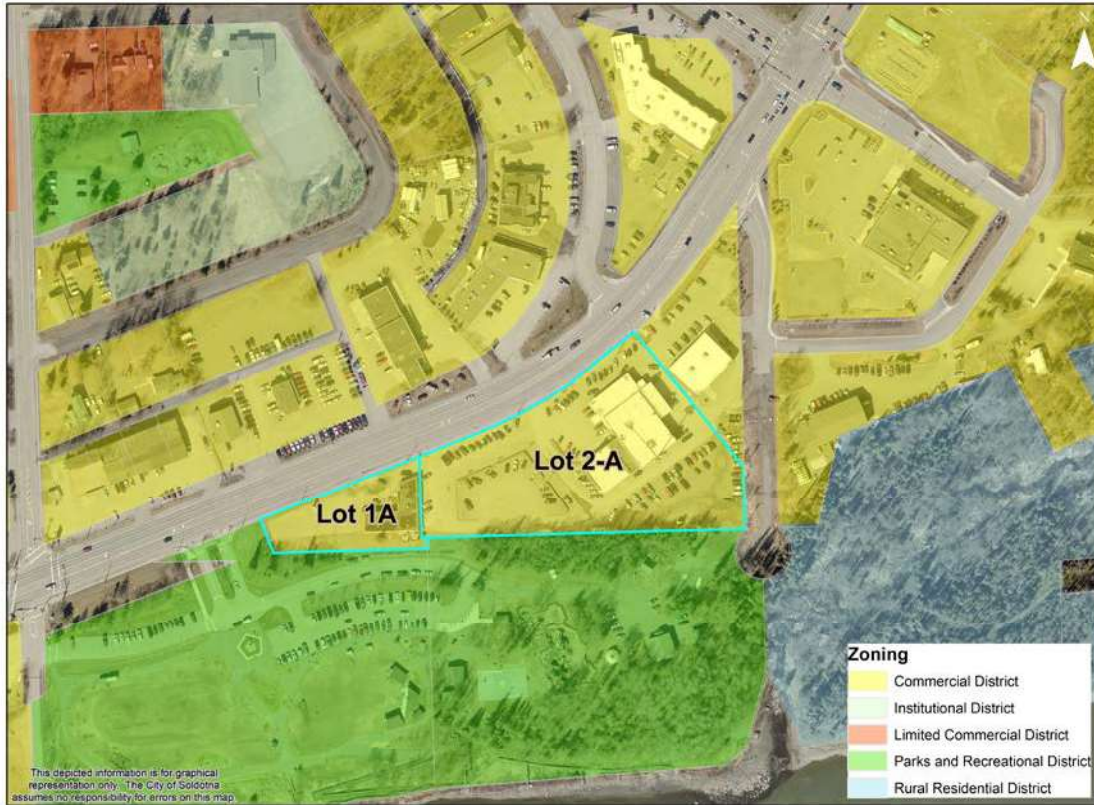 N
Lot 2-A
Lot 1A
Zoning
Commercial District
Institutional District
Limited Commercial District
Parks and Recreational District
Rural Residential District
This depicted information is for graphical
representation only. The City of Soldotna
assumes no responsibility for errors on this map.